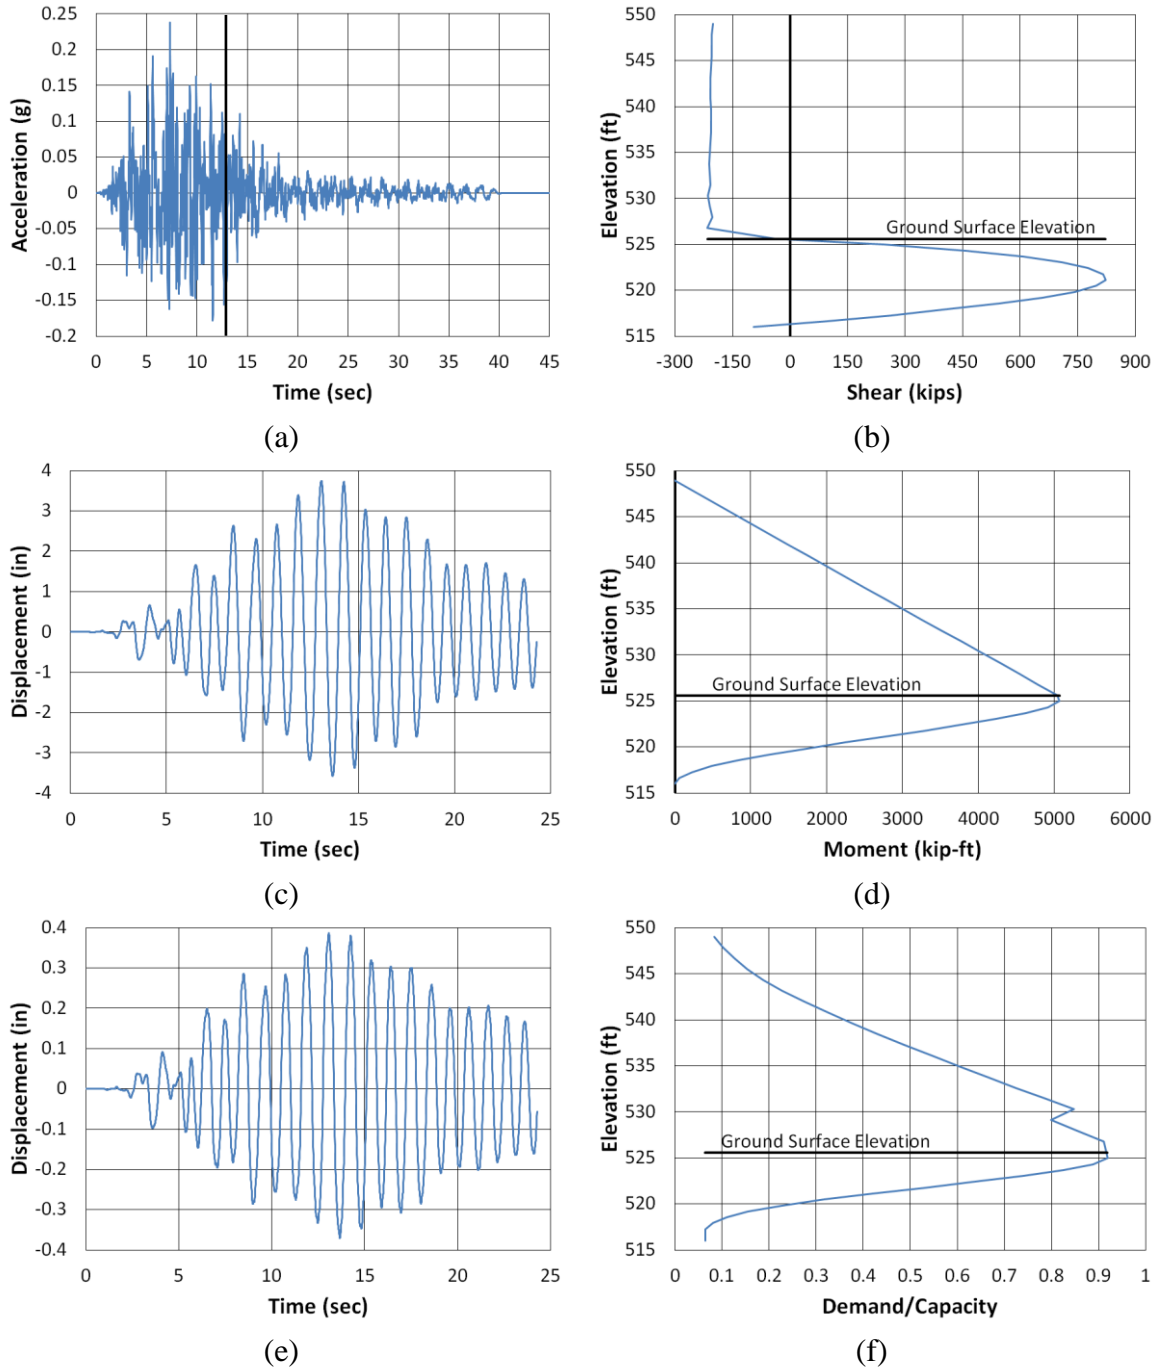 0.25
0.2
0.15
0.1
0.05
0
-0.05
-0.1
-0.15
-0.2
Acceleration (g)
0 5 10 15 20 25 30 35 40 45
Time (sec)
(a)
550
545
540
535
530
525
520
515
Elevation (ft)
Ground Surface Elevation
-300 -150 0 150 300 450 600 750 900
Shear (kips)
(b)
4
3
2
1
0
-1
-2
-3
-4
Displacement (in)
0 5 10 15 20 25
Time (sec)
(c)
550
545
540
535
530
525
520
515
Elevation (ft)
Ground Surface Elevation
0 1000 2000 3000 4000 5000 6000
Moment (kip-ft)
(d)
0.4
0.3
0.2
0.1
0
-0.1
-0.2
-0.3
-0.4
Displacement (in)
0 5 10 15 20 25
Time (sec)
(e)
550
545
540
535
530
525
520
515
Elevation (ft)
Ground Surface Elevation
0 0.1 0.2 0.3 0.4 0.5 0.6 0.7 0.8 0.9 1
Demand/Capacity
(f)